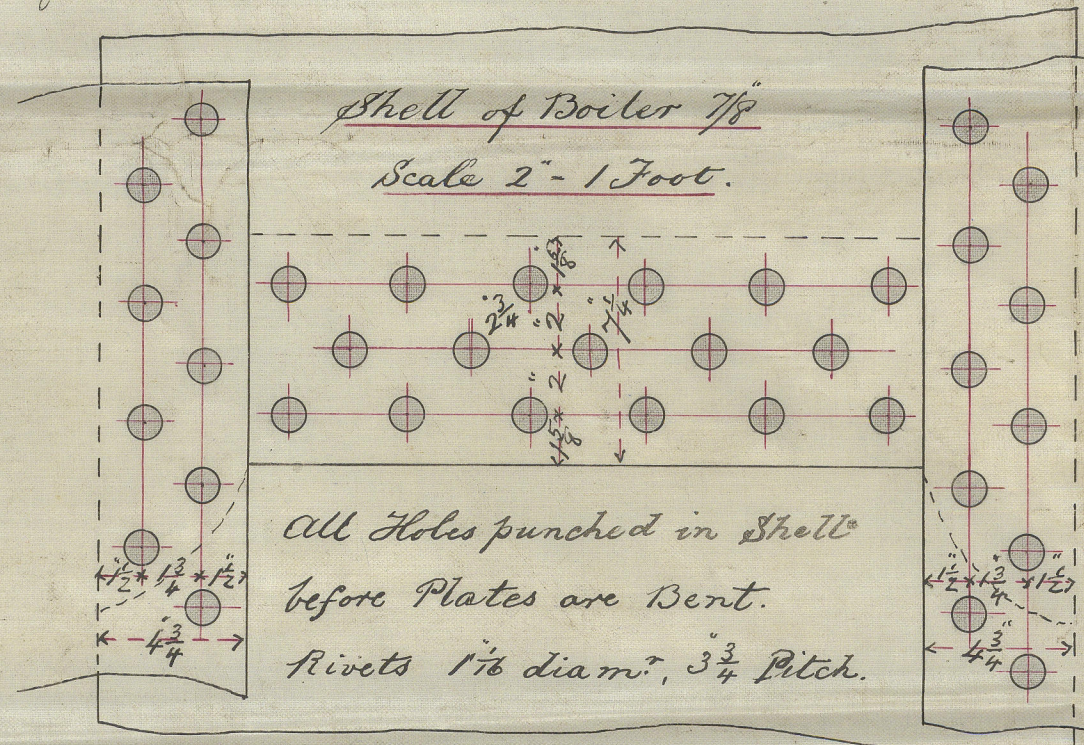 Shell of Boiler 7/8"
Scale 2" - 1 Foot.
1 5/8
2"
2
1 5/8"
2 3/4"
7 1/4"
All Holes punched in Shell
before Plates are Bent.
Rivets 1" 1/16 diamr., 3" 3/4 Pitch.
1 1/2" 1 3/4 1 1/2"
4 3/4"
1 1/2" 1 3/4" 1 1/2"
4 3/4"